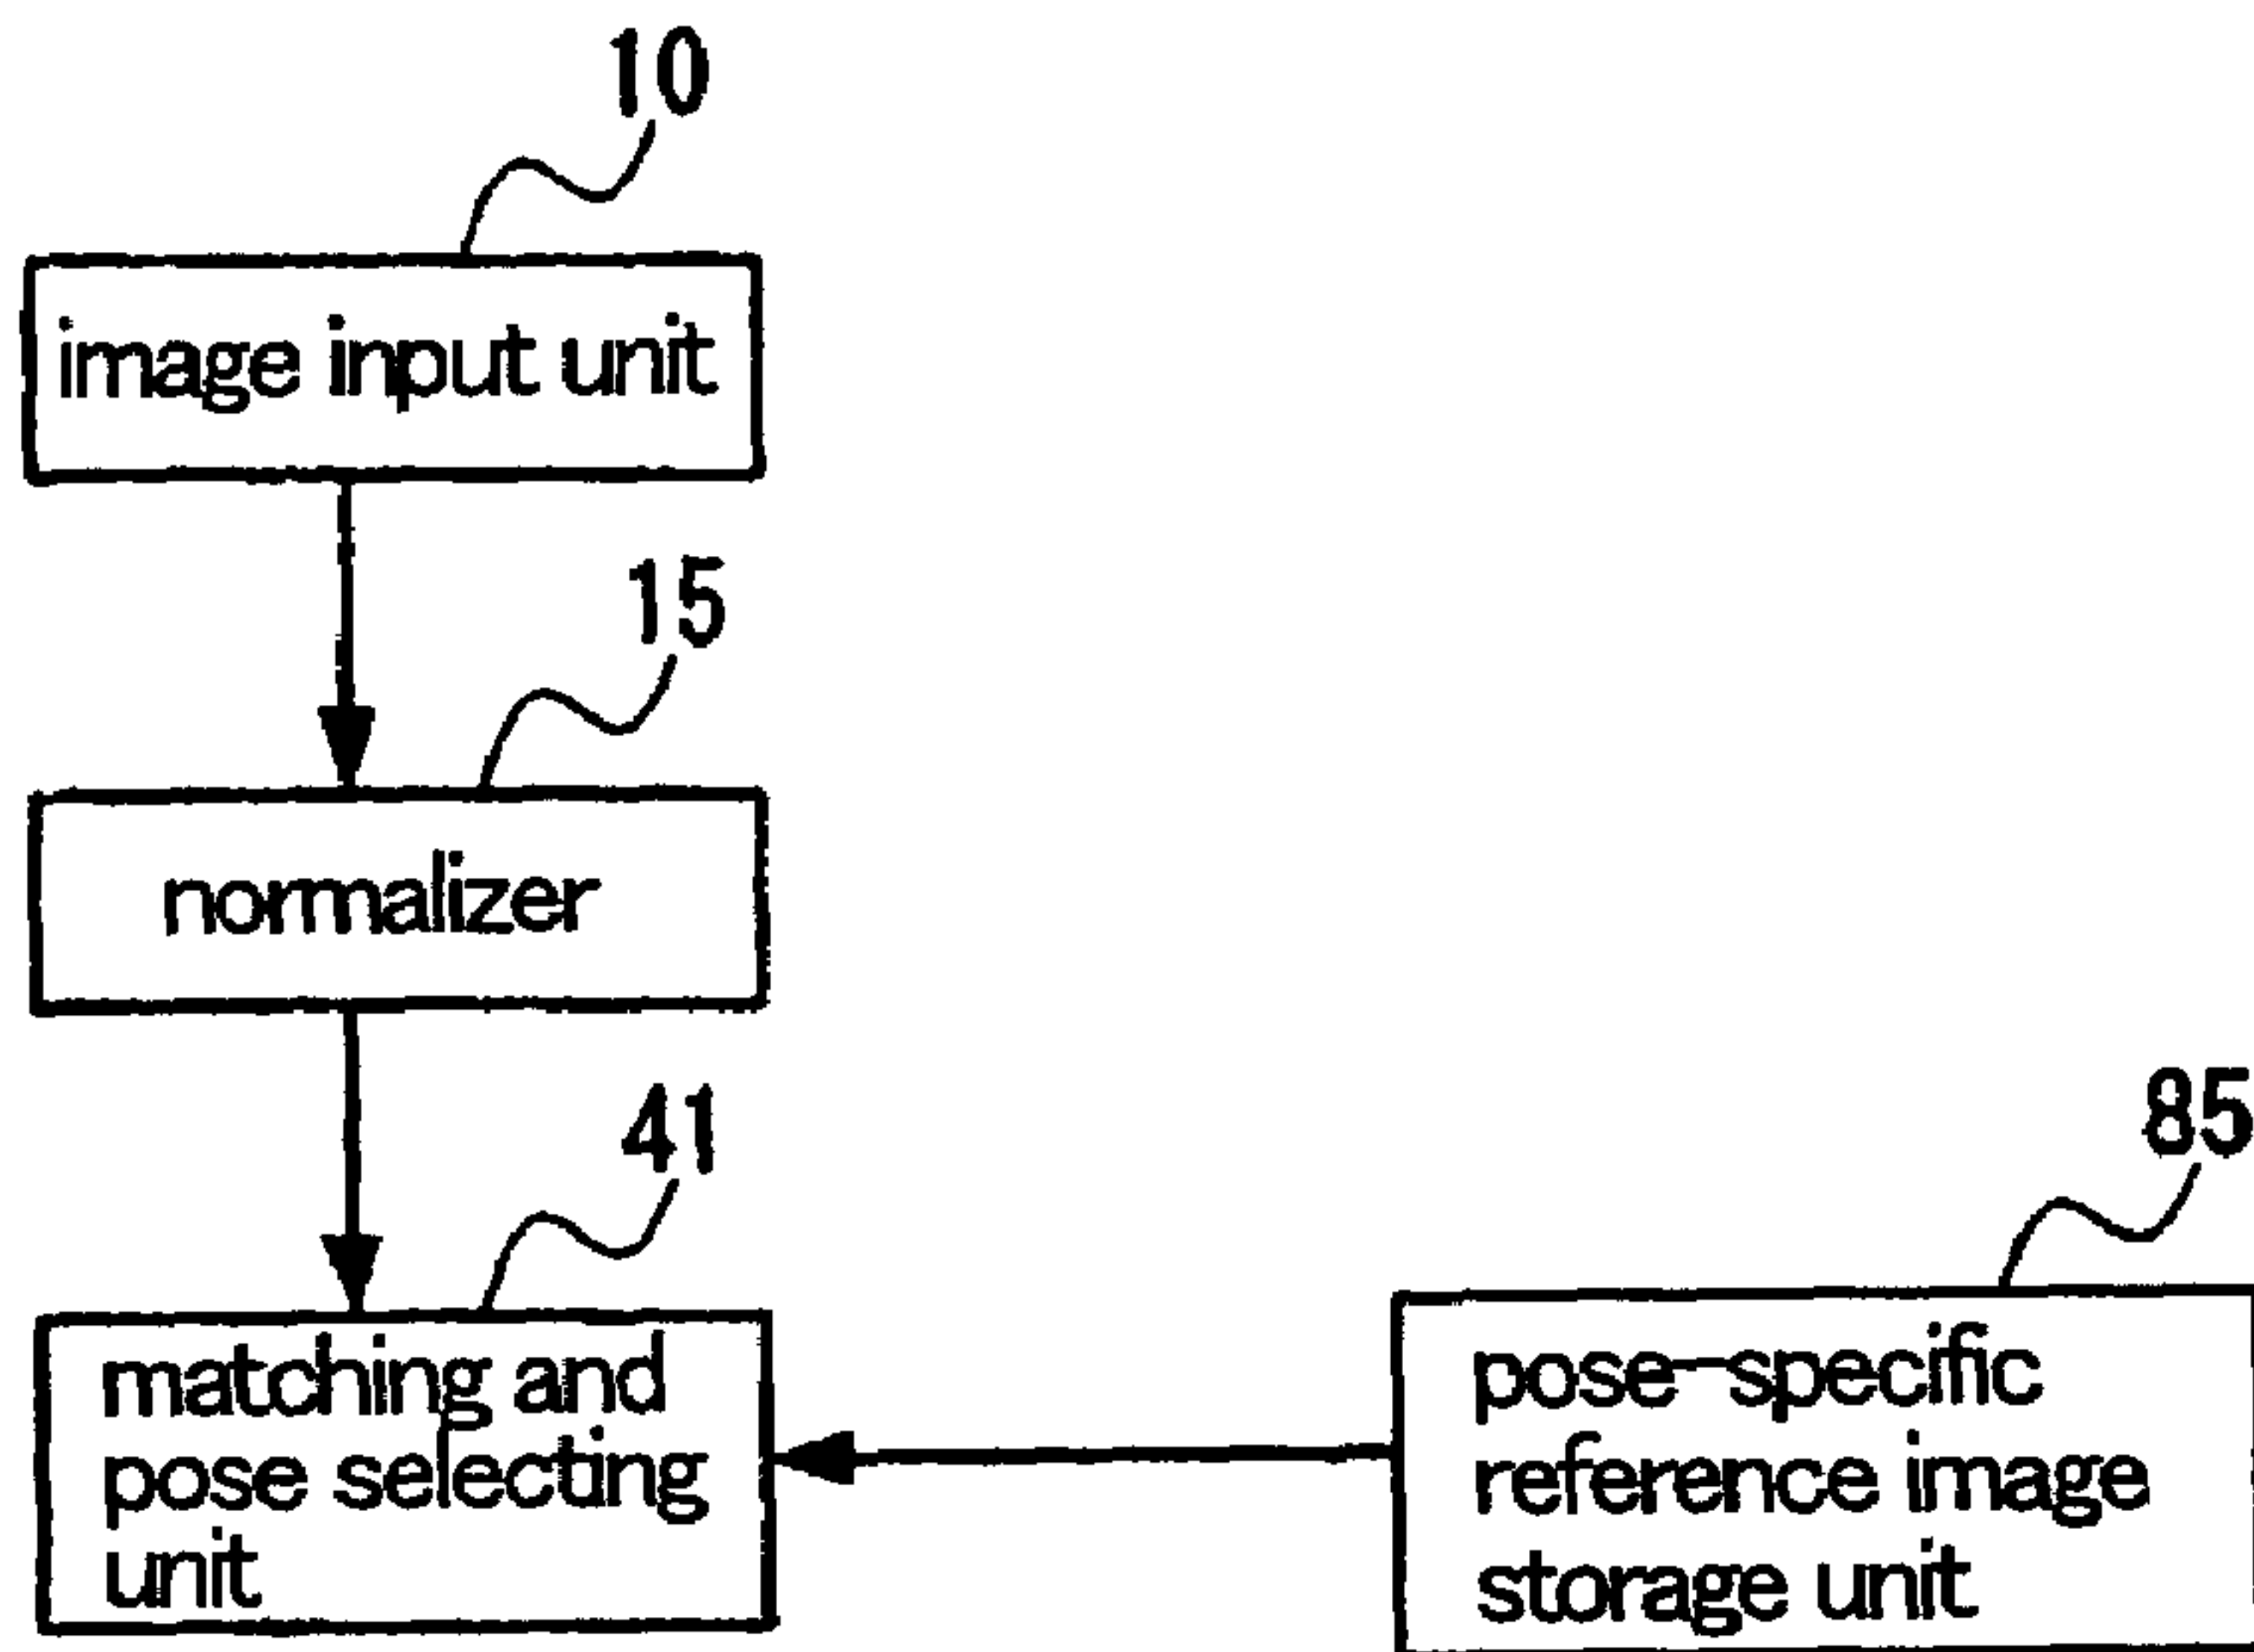 10
image input unit
15
normalizer
41
matching and
pose selecting
unit
85
pose-specific
reference image
storage unit